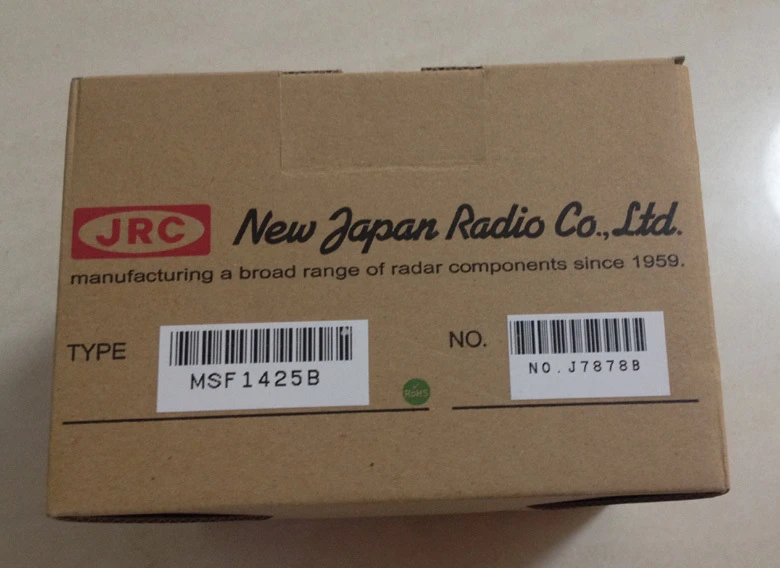 JRC New Japan Radio Co., Ltd.
manufacturing a broad range of radar components since 1959.
TYPE MSF1425B RoHS NO. NO.J7878B